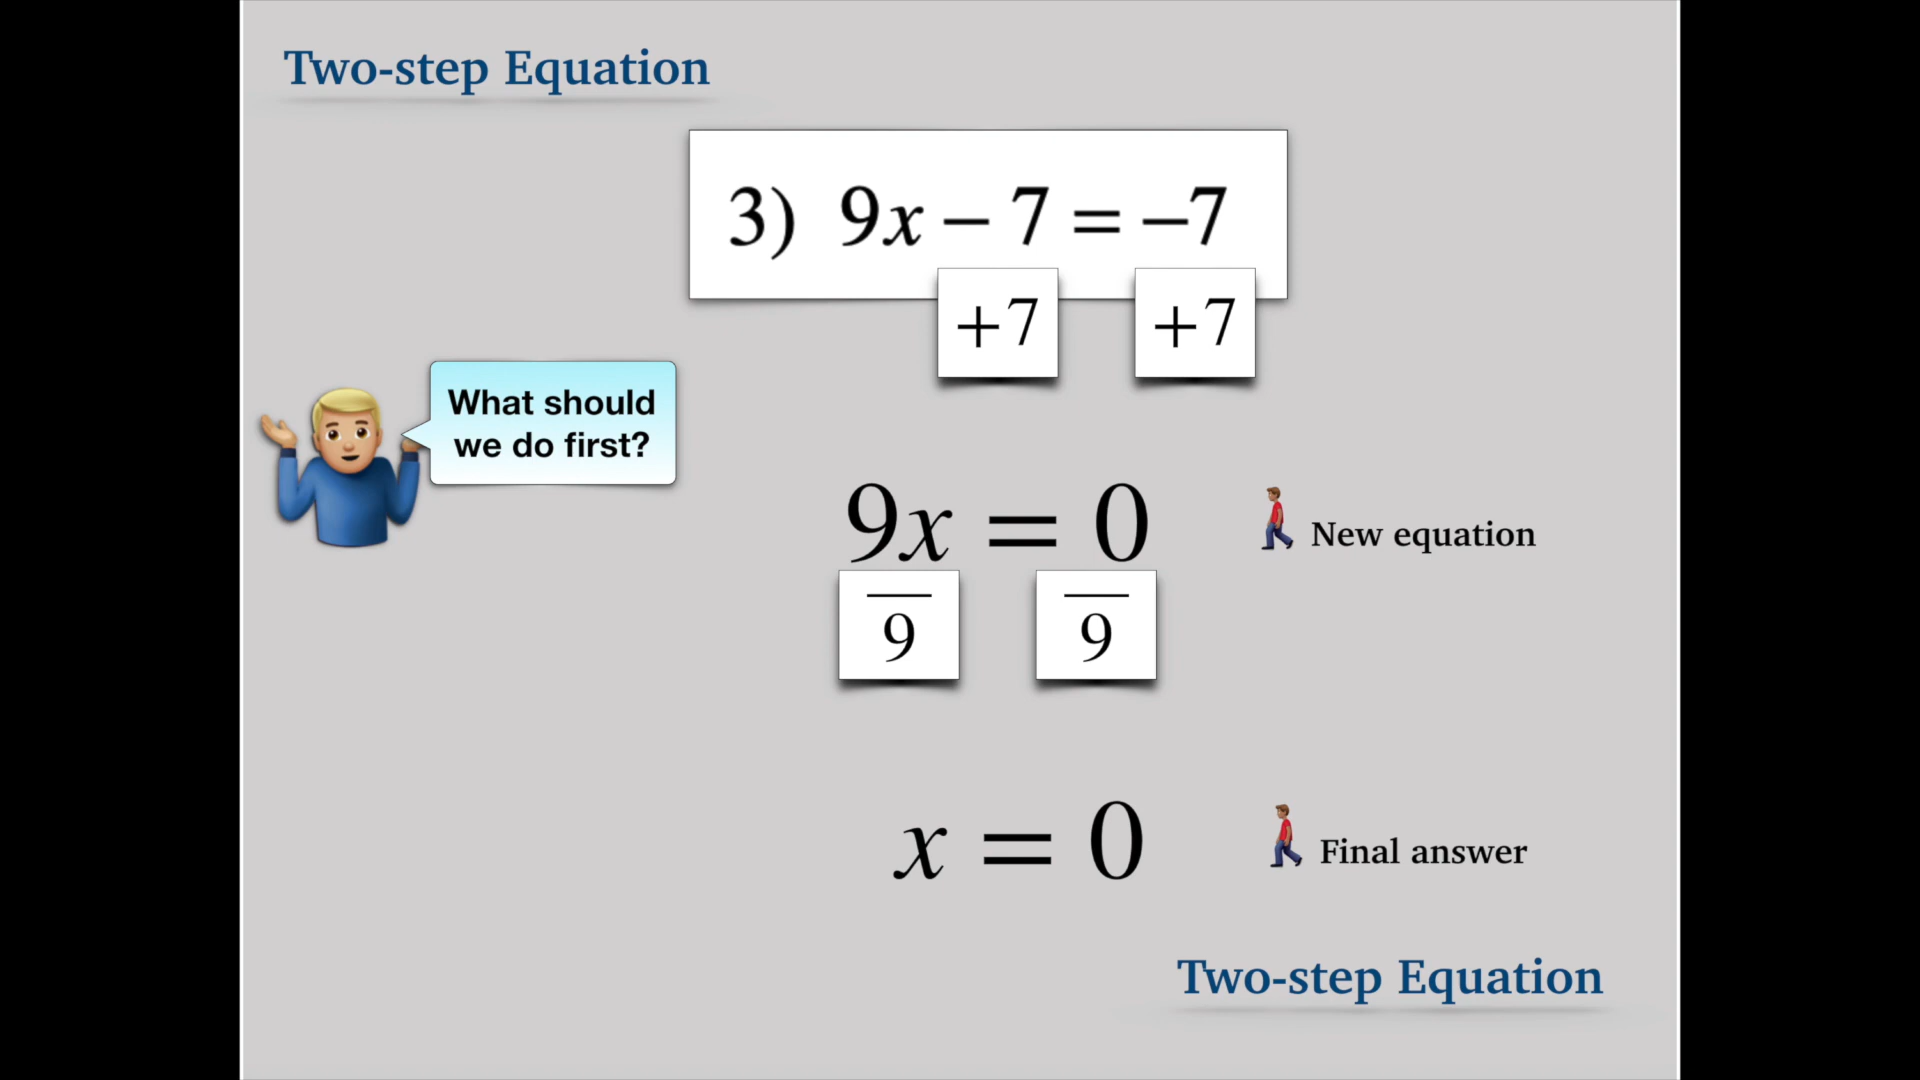 Two-step Equation
3) 9x – 7 = –7
+7 +7
What should
we do first?
9x = 0
New equation
9 9
x = 0
Final answer
Two-step Equation